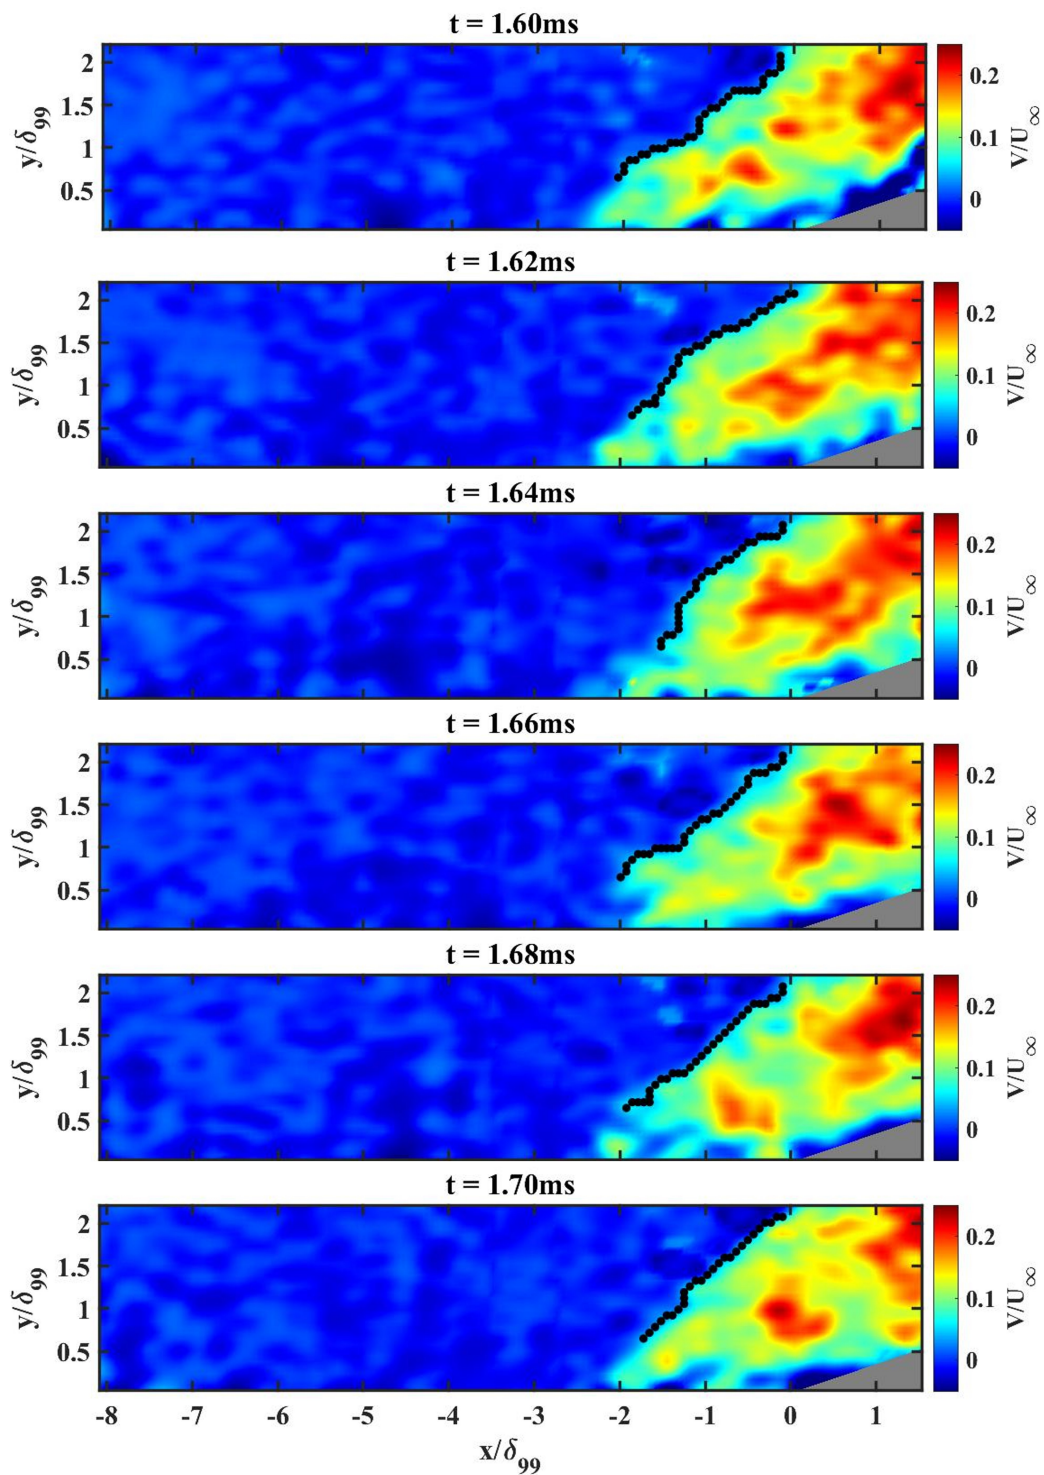 t = 1.60ms
2
1.5
1
0.5
y/δ99
0.2
0.1
0
V/U∞
t = 1.62ms
2
1.5
1
0.5
y/δ99
0.2
0.1
0
V/U∞
t = 1.64ms
2
1.5
1
0.5
y/δ99
0.2
0.1
0
V/U∞
t = 1.66ms
2
1.5
1
0.5
y/δ99
0.2
0.1
0
V/U∞
t = 1.68ms
2
1.5
1
0.5
y/δ99
0.2
0.1
0
V/U∞
t = 1.70ms
2
1.5
1
0.5
y/δ99
0.2
0.1
0
V/U∞
-8 -7 -6 -5 -4 -3 -2 -1 0 1
x/δ99